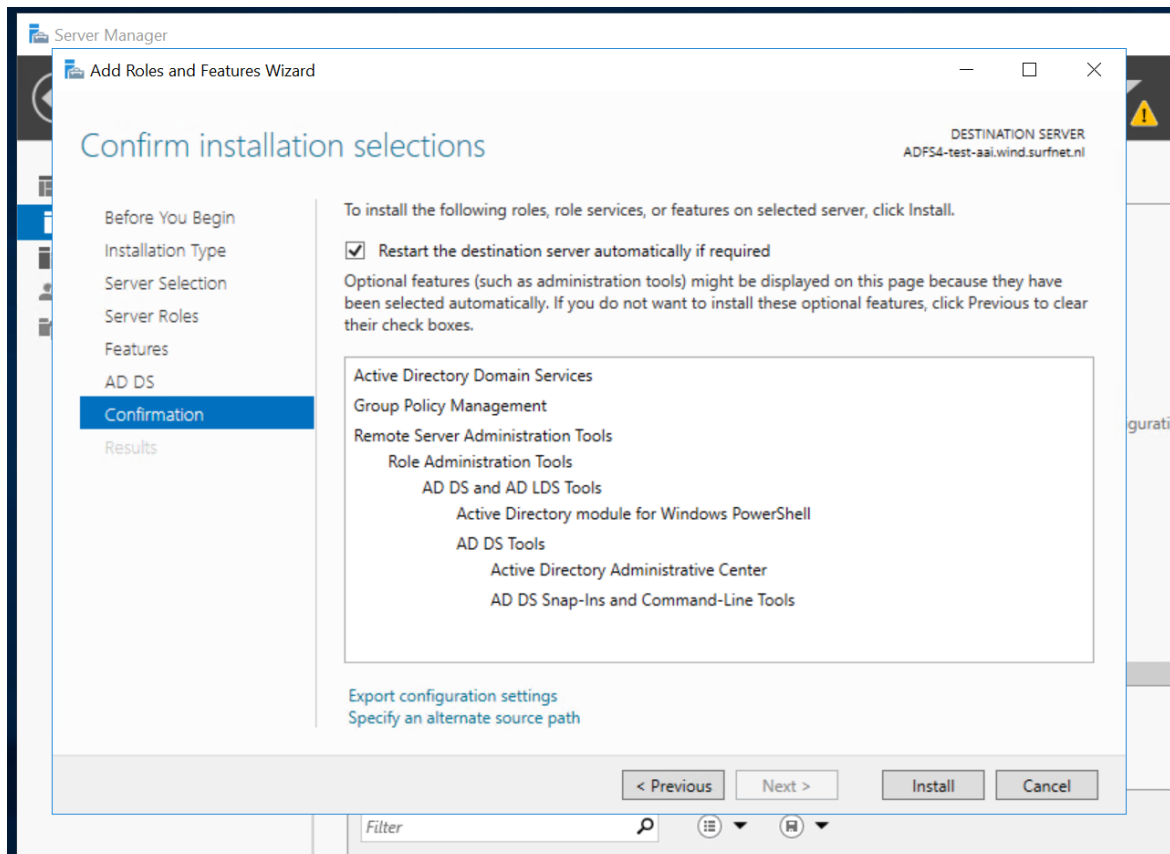 Server Manager
Add Roles and Features Wizard
Confirm installation selections
DESTINATION SERVER
ADFS4-test-aai.wind.surfnet.nl
Before You Begin
Installation Type
Server Selection
Server Roles
Features
AD DS
Confirmation
Results
To install the following roles, role services, or features on selected server, click Install.
Restart the destination server automatically if required
Optional features (such as administration tools) might be displayed on this page because they have
been selected automatically. If you do not want to install these optional features, click Previous to clear
their check boxes.
Active Directory Domain Services
Group Policy Management
Remote Server Administration Tools
Role Administration Tools
AD DS and AD LDS Tools
Active Directory module for Windows PowerShell
AD DS Tools
Active Directory Administrative Center
AD DS Snap-Ins and Command-Line Tools
Export configuration settings
Specify an alternate source path
gurati
< Previous
Next >
Install
Cancel
Filter